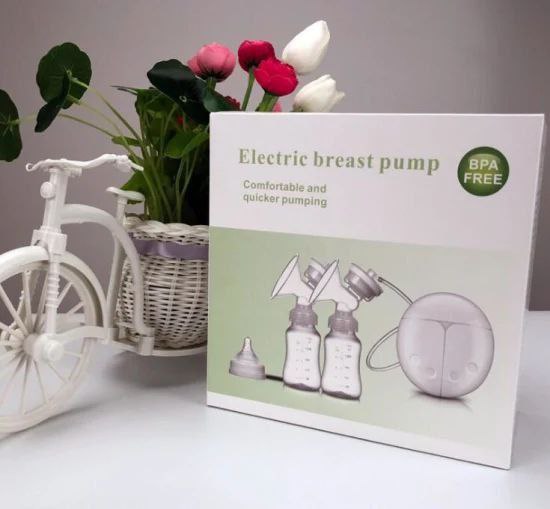 Electric breast pump
BPA
FREE
Comfortable and
quicker pumping